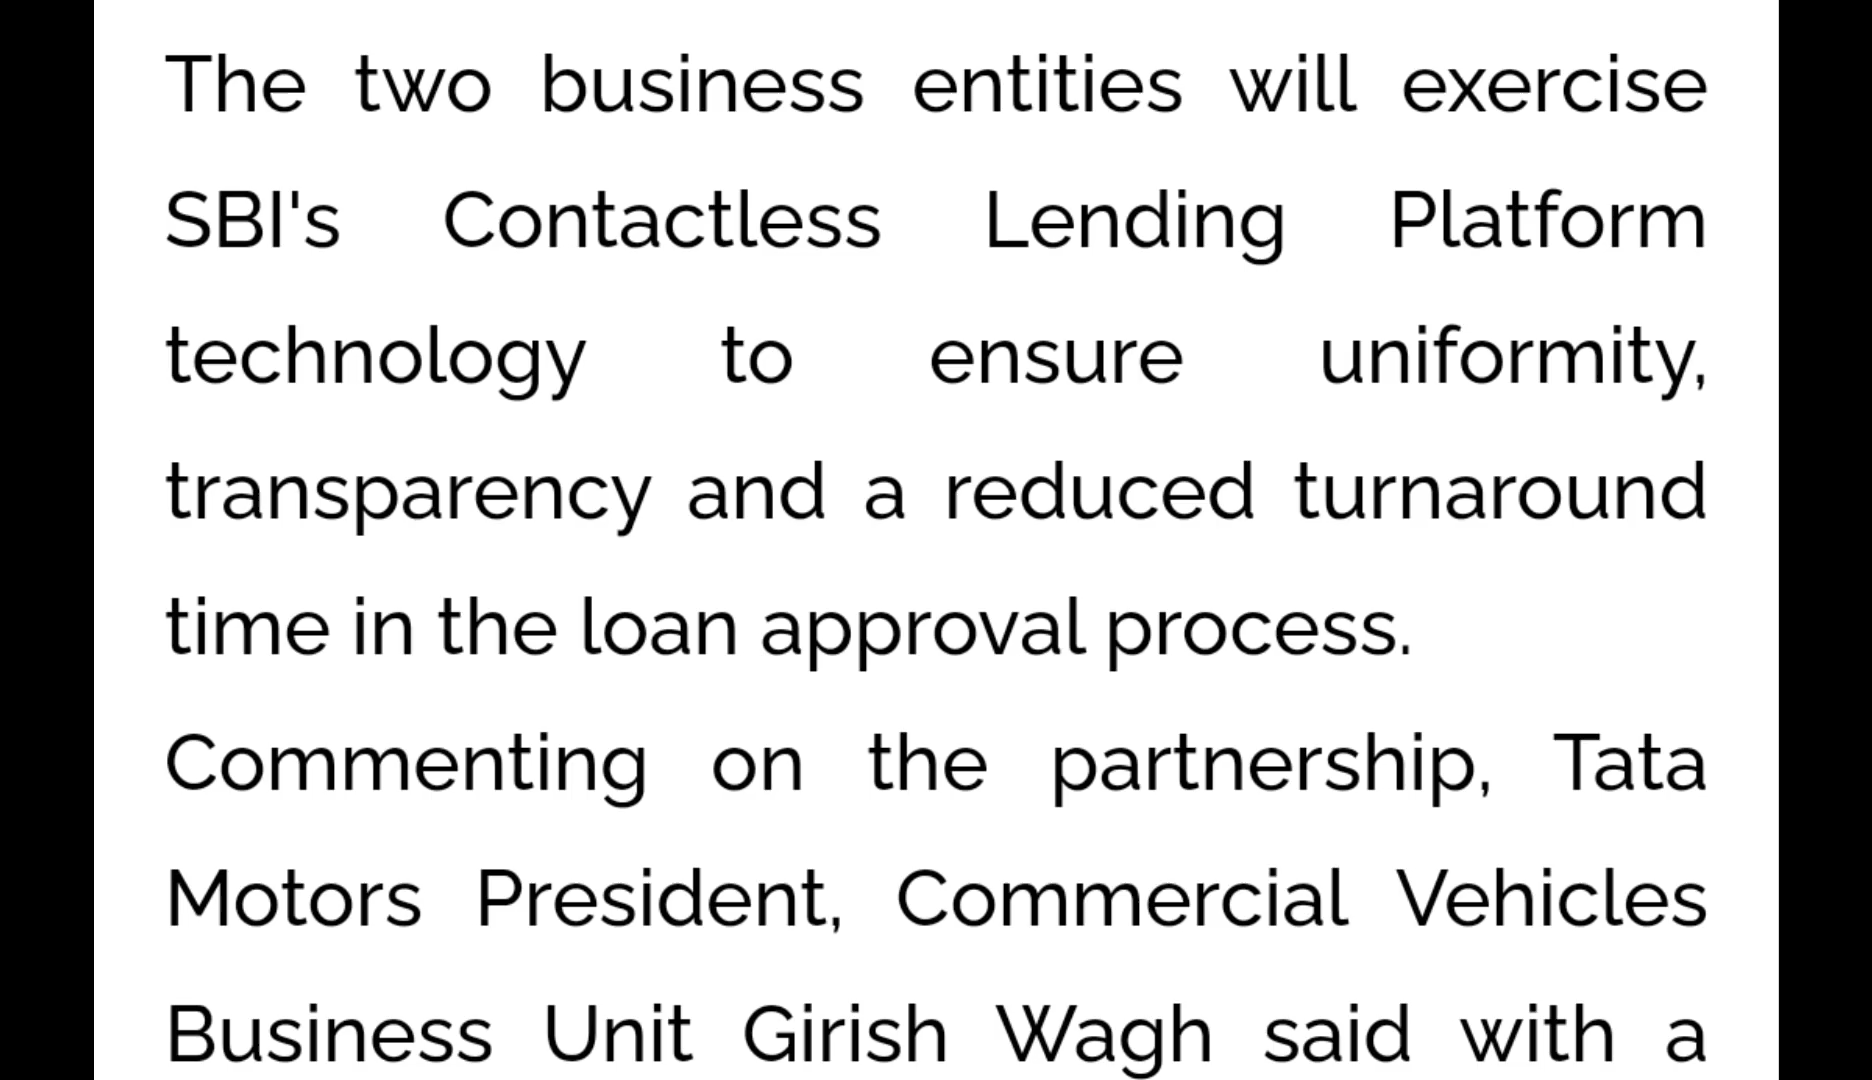 The two business entities will exercise
SBI's Contactless Lending Platform
technology to ensure uniformity,
transparency and a reduced turnaround
time in the loan approval process.
Commenting on the partnership, Tata
Motors President, Commercial Vehicles
Business Unit Girish Wagh said with a